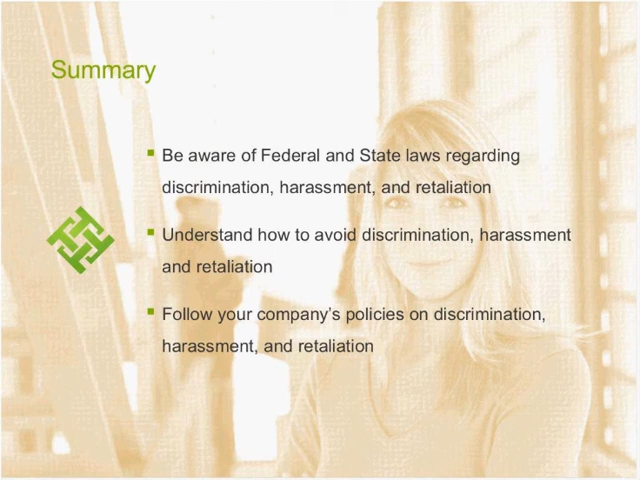 Summary
Be aware of Federal and State laws regarding
discrimination, harassment, and retaliation
Understand how to avoid discrimination, harassment
and retaliation
Follow your company’s policies on discrimination,
harassment, and retaliation